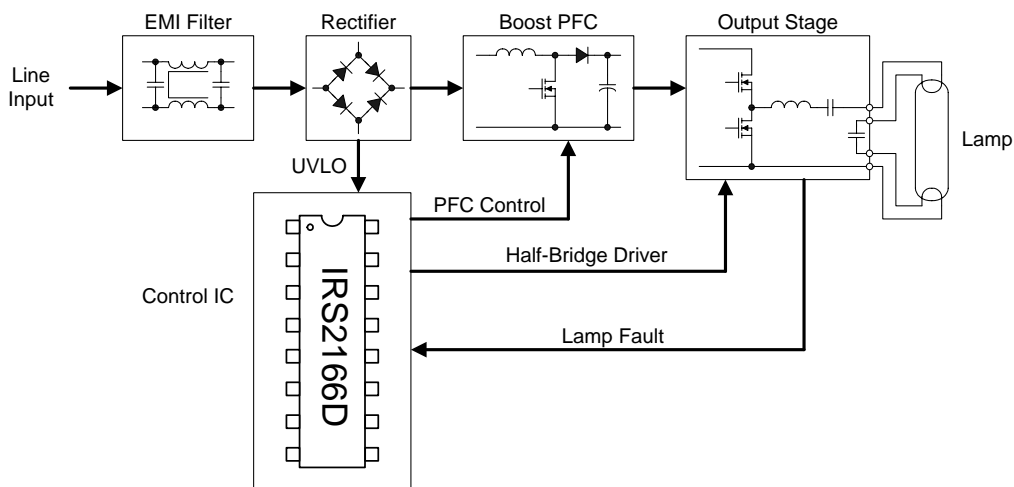 EMI Filter
Rectifier
Boost PFC
Output Stage
Line
Input
Lamp
UVLO
PFC Control
Half-Bridge Driver
Control IC
IRS2166D
Lamp Fault